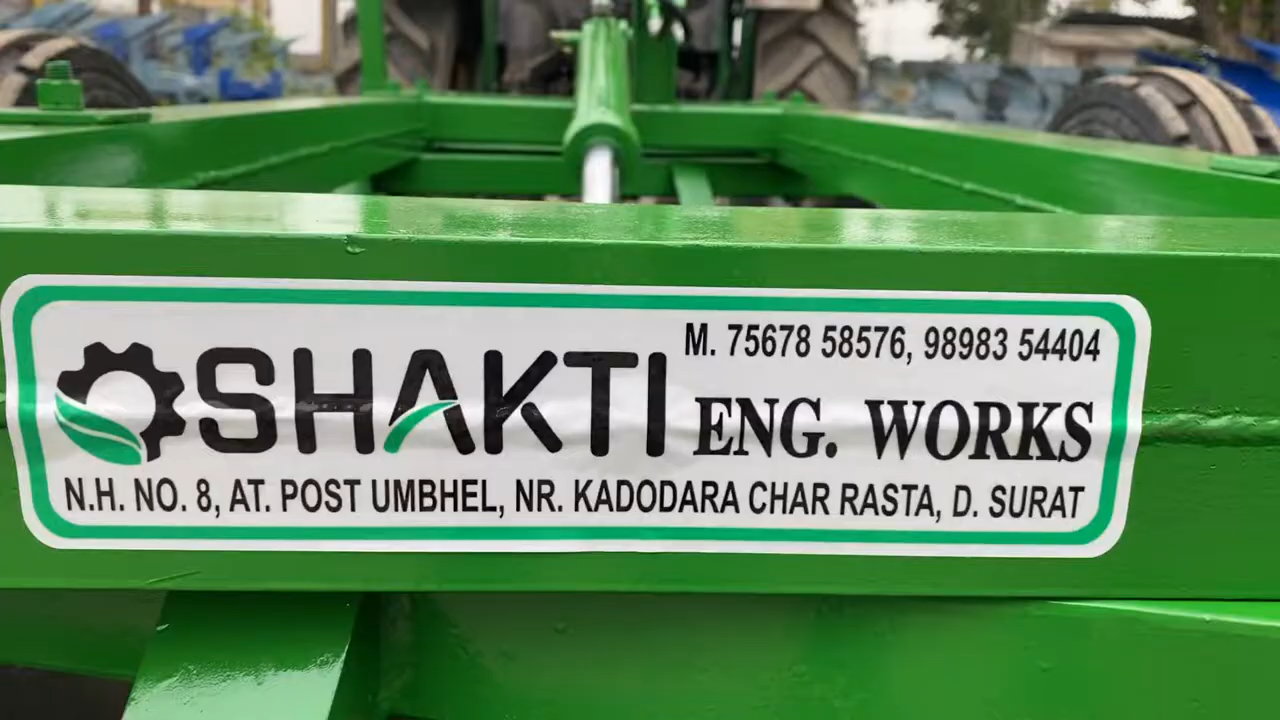 M. 75678 58576, 98983 54404
SHAKTI ENG. WORKS
N.H. NO. 8, AT. POST UMBHEL, NR. KADODARA CHAR RASTA, D. SURAT